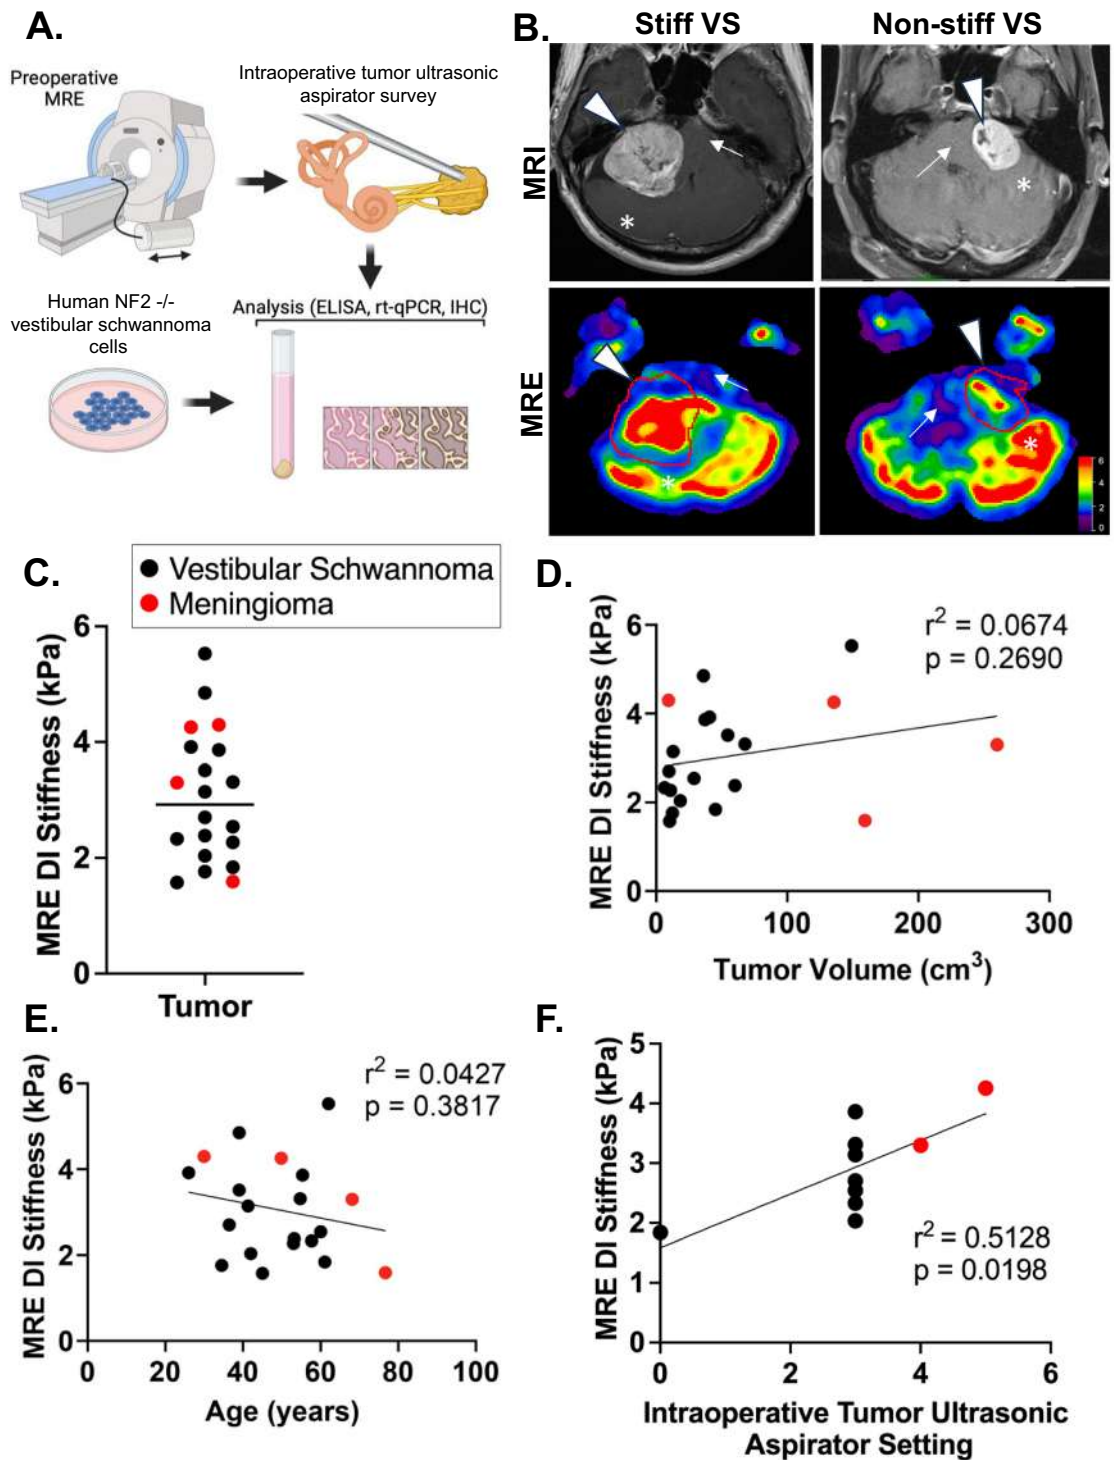 A.
Preoperative
MRE
Intraoperative tumor ultrasonic
aspirator survey
Human NF2 -/-
vestibular schwannoma
cells
Analysis (ELISA, rt-qPCR, IHC)
B.
Stiff VS
Non-stiff VS
MRI
*
*
MRE
*
*
6
4
2
0
C.
Vestibular Schwannoma
Meningioma
MRE DI Stiffness (kPa)
6
4
2
0
Tumor
D.
MRE DI Stiffness (kPa)
6
4
2
0
r² = 0.0674
p = 0.2690
0 100 200 300
Tumor Volume (cm³)
E.
MRE DI Stiffness (kPa)
6
4
2
0
r² = 0.0427
p = 0.3817
0 20 40 60 80 100
Age (years)
F.
MRE DI Stiffness (kPa)
5
4
3
2
1
0
r² = 0.5128
p = 0.0198
0 2 4 6
Intraoperative Tumor Ultrasonic
Aspirator Setting